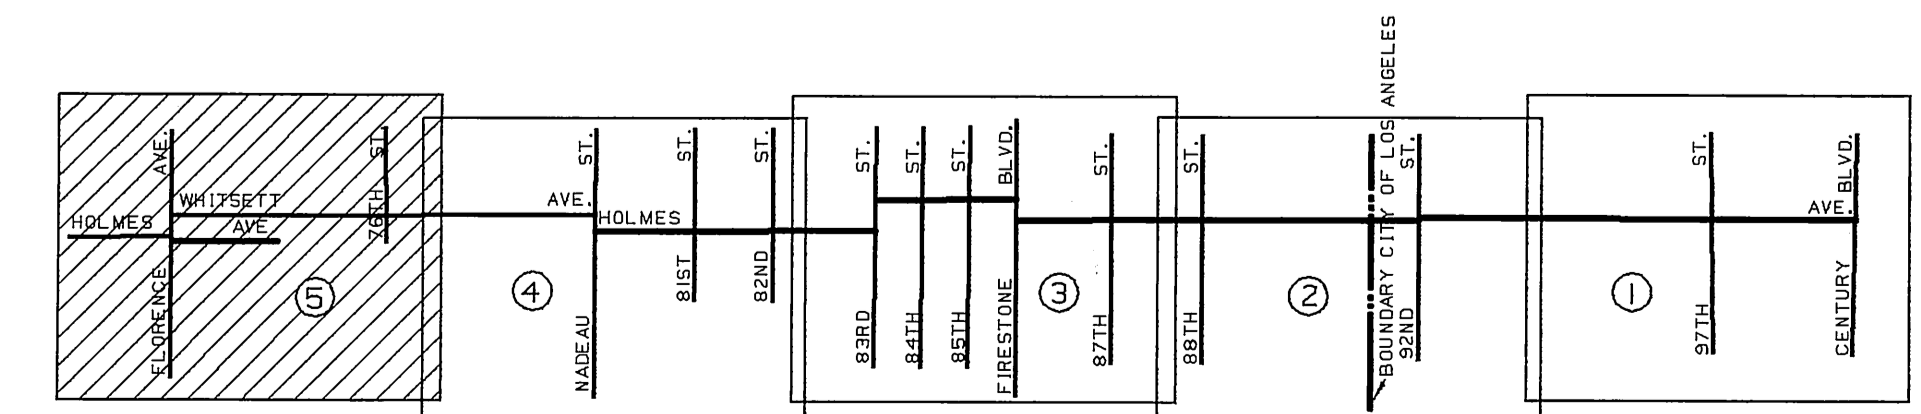 HOLMES
FLORENCE AVE.
WHITSETT
AVE.
76TH ST.
5
AVE.
HOLMES
4
NADEAU ST.
81ST ST.
82ND ST.
83RD ST.
84TH ST.
85TH ST.
FIRESTONE BLVD.
3
87TH ST.
88TH ST.
2
BOUNDARY CITY OF LOS ANGELES
92ND ST.
1
97TH ST.
AVE.
CENTURY BLVD.